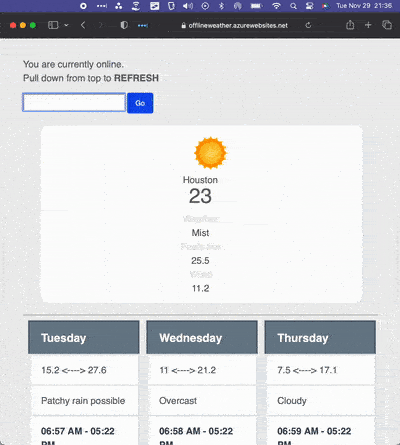 Tue Nov 29 21:36
offlineweather.azurewebsites.net
You are currently online.
Pull down from top to REFRESH
Go
Houston
23
Weather
Mist
Feels like
25.5
Wind
11.2
Tuesday Wednesday Thursday
15.2 <----> 27.6 11 <----> 21.2 7.5 <----> 17.1
Patchy rain possible Overcast Cloudy
06:57 AM - 05:22 06:58 AM - 05:22 06:59 AM - 05:22
PM PM PM